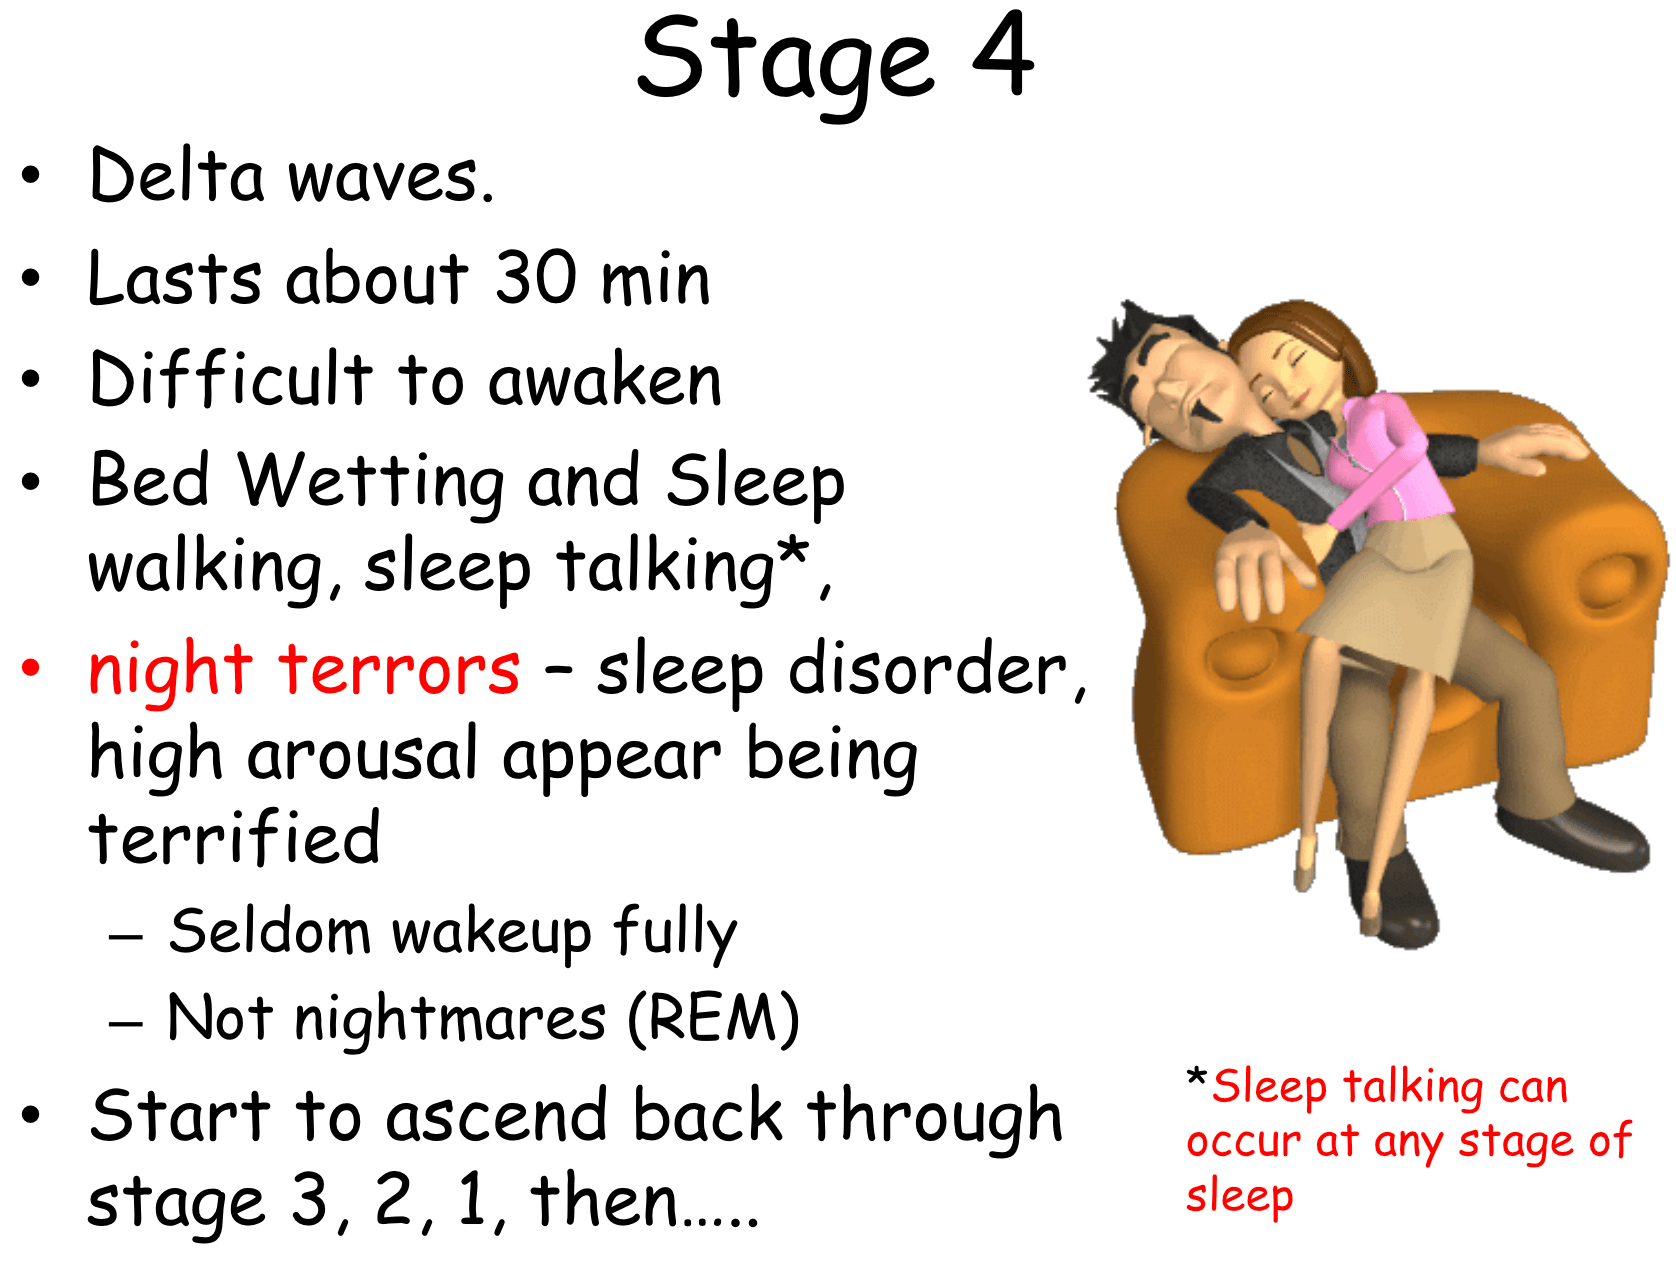 Stage 4
• Delta waves.
• Lasts about 30 min
• Difficult to awaken
• Bed Wetting and Sleep
walking, sleep talking*,
• night terrors – sleep disorder,
high arousal appear being
terrified
– Seldom wakeup fully
– Not nightmares (REM)
• Start to ascend back through
stage 3, 2, 1, then…..
*Sleep talking can
occur at any stage of
sleep